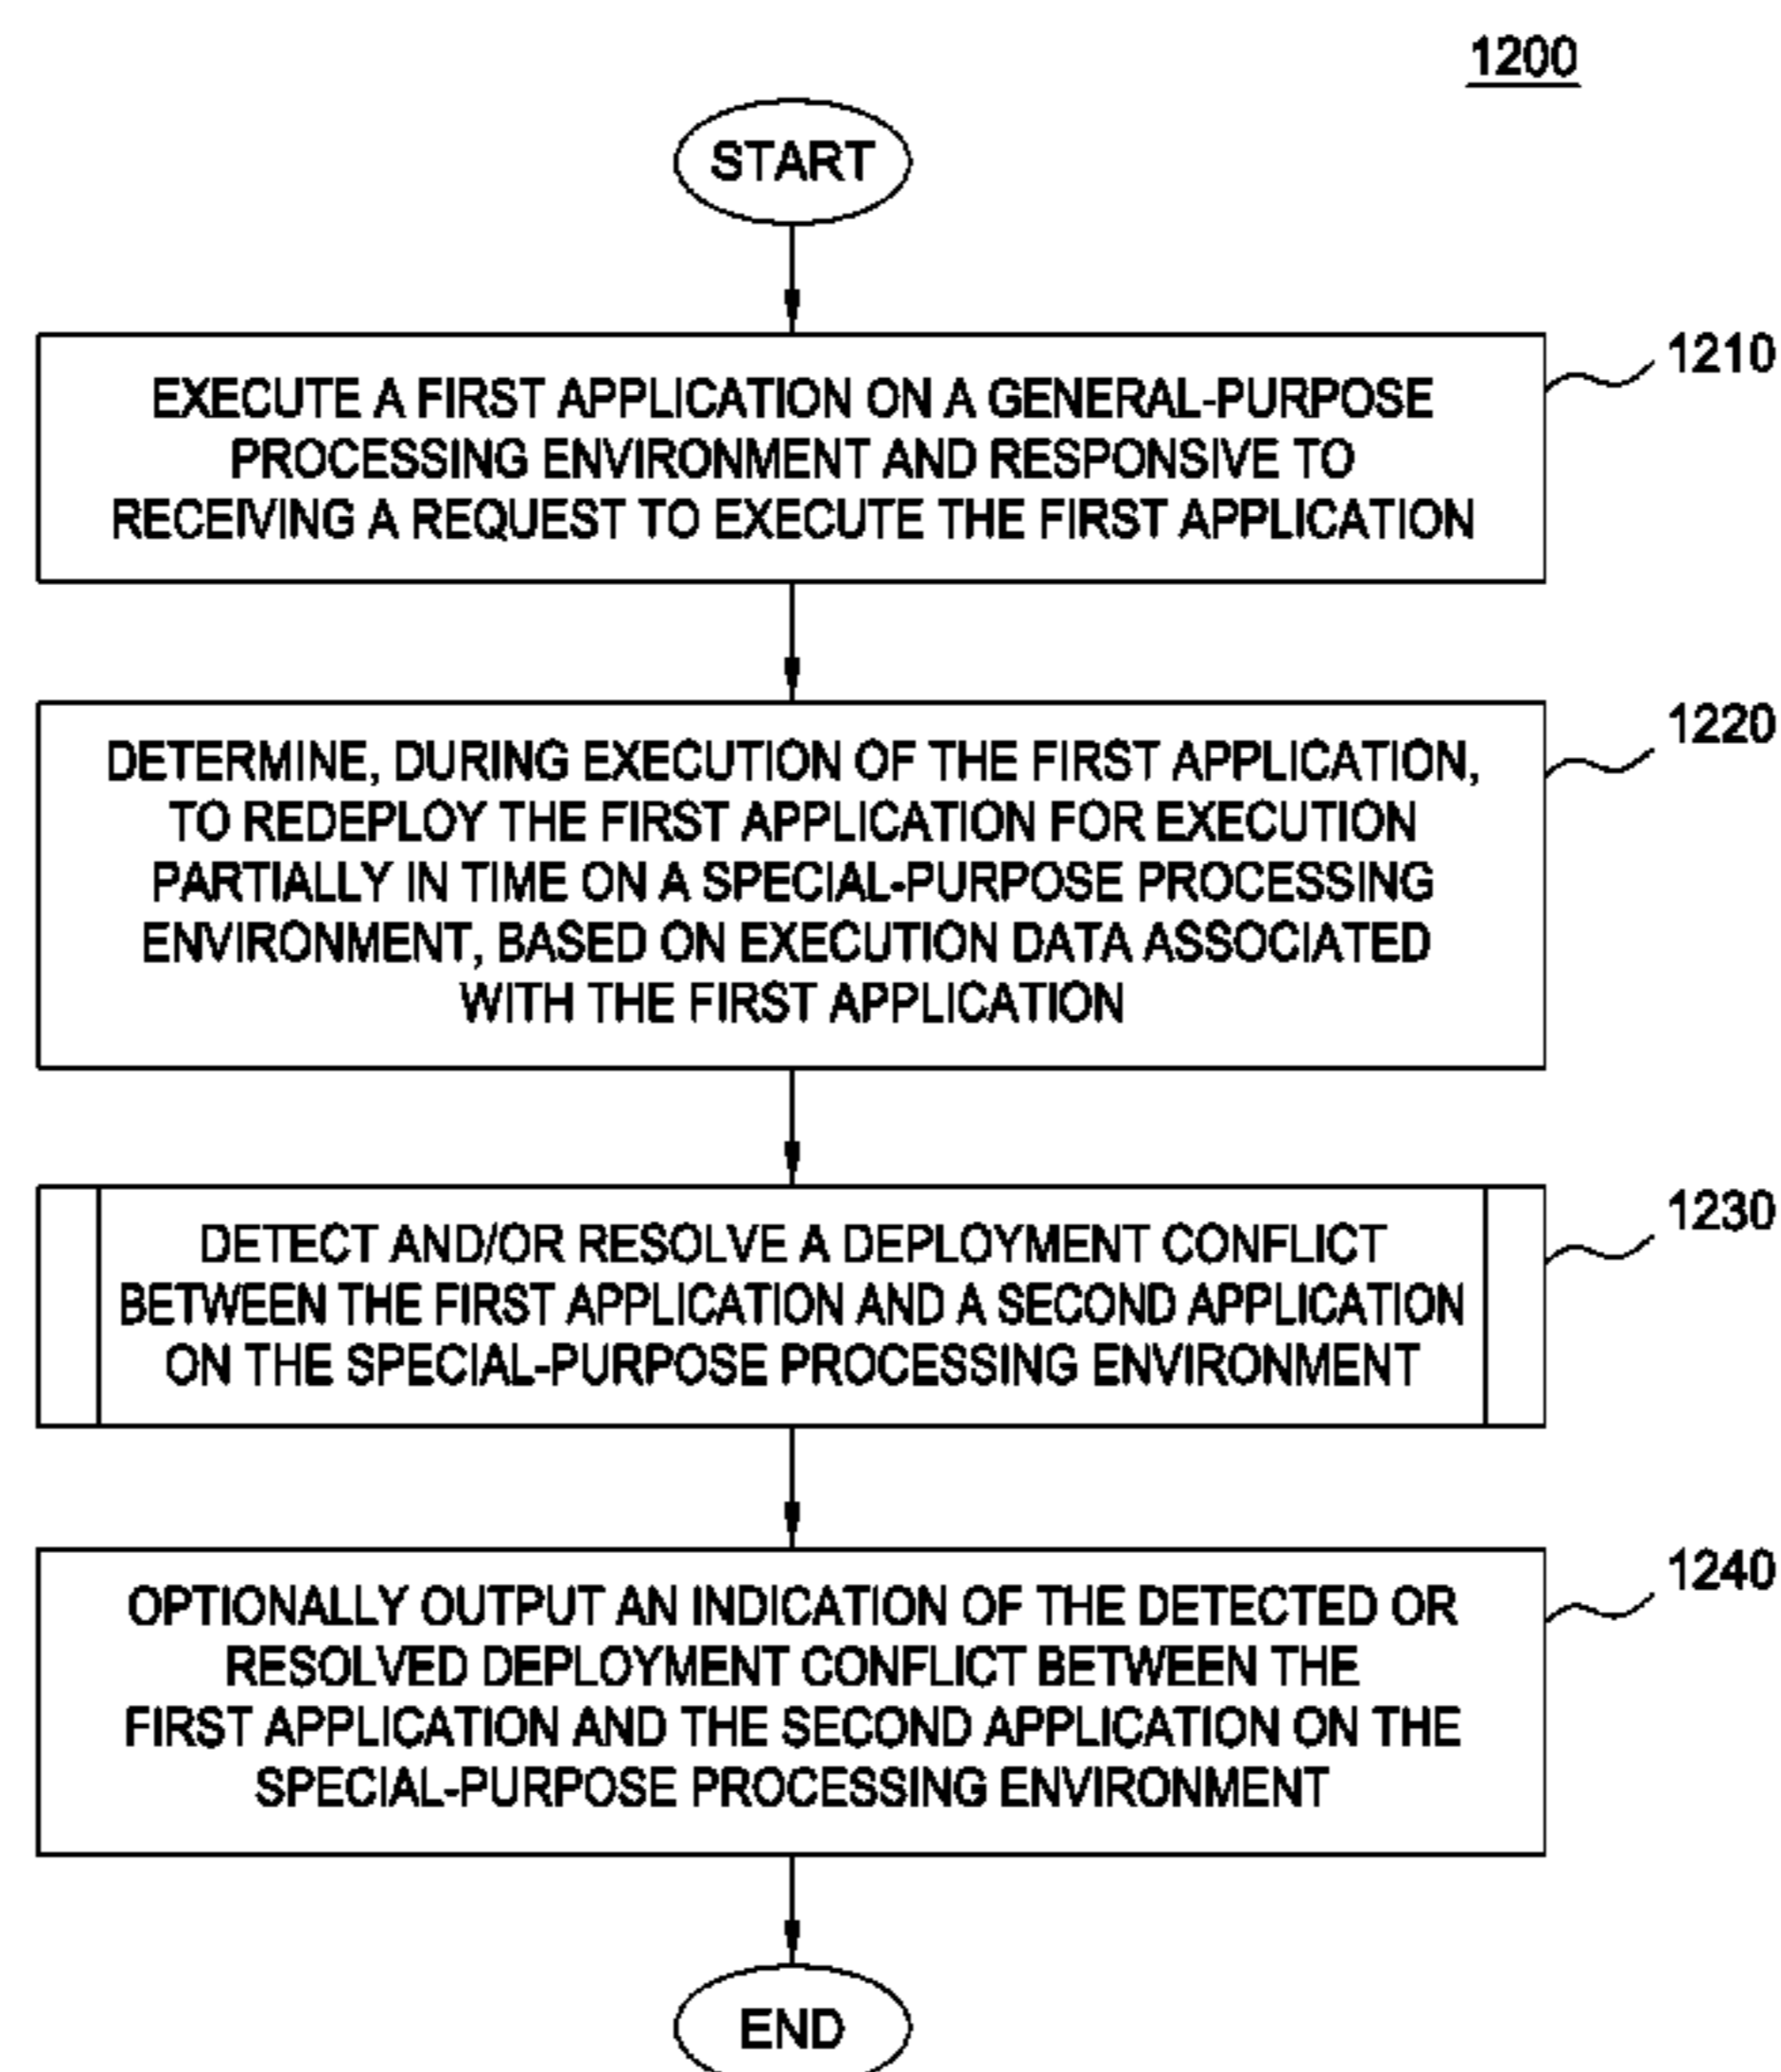 1200
START
1210
EXECUTE A FIRST APPLICATION ON A GENERAL-PURPOSE
PROCESSING ENVIRONMENT AND RESPONSIVE TO
RECEIVING A REQUEST TO EXECUTE THE FIRST APPLICATION
1220
DETERMINE, DURING EXECUTION OF THE FIRST APPLICATION,
TO REDEPLOY THE FIRST APPLICATION FOR EXECUTION
PARTIALLY IN TIME ON A SPECIAL-PURPOSE PROCESSING
ENVIRONMENT, BASED ON EXECUTION DATA ASSOCIATED
WITH THE FIRST APPLICATION
1230
DETECT AND/OR RESOLVE A DEPLOYMENT CONFLICT
BETWEEN THE FIRST APPLICATION AND A SECOND APPLICATION
ON THE SPECIAL-PURPOSE PROCESSING ENVIRONMENT
1240
OPTIONALLY OUTPUT AN INDICATION OF THE DETECTED OR
RESOLVED DEPLOYMENT CONFLICT BETWEEN THE
FIRST APPLICATION AND THE SECOND APPLICATION ON THE
SPECIAL-PURPOSE PROCESSING ENVIRONMENT
END